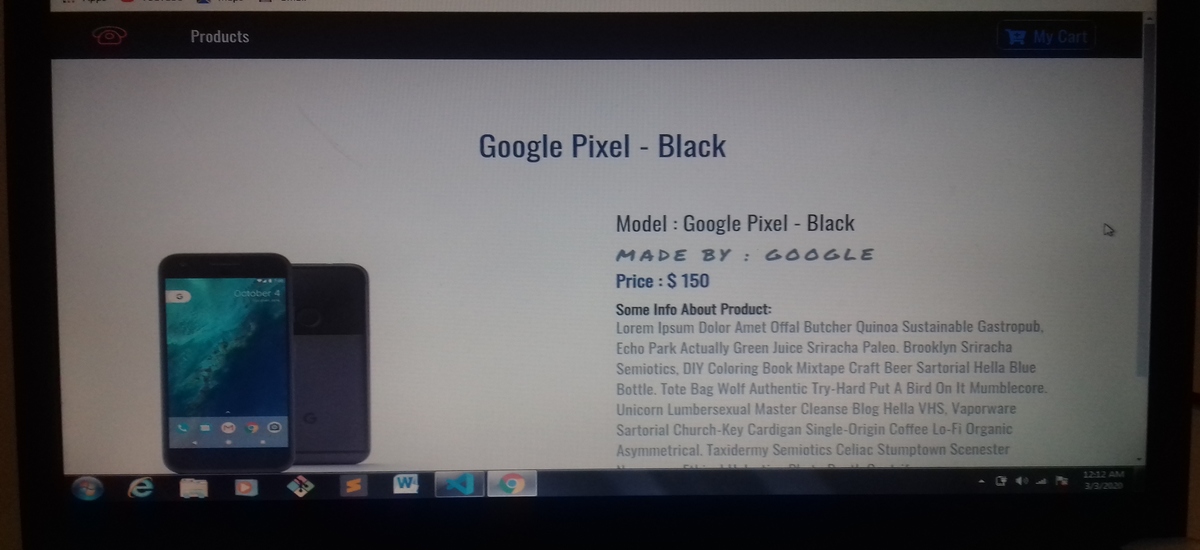 Products
My Cart
Google Pixel - Black
Model : Google Pixel - Black
MADE BY : GOOGLE
Price : $ 150
Some Info About Product:
Lorem Ipsum Dolor Amet Offal Butcher Quinoa Sustainable Gastropub,
Echo Park Actually Green Juice Sriracha Paleo. Brooklyn Sriracha
Semiotics, DIY Coloring Book Mixtape Craft Beer Sartorial Hella Blue
Bottle. Tote Bag Wolf Authentic Try-Hard Put A Bird On It Mumblecore.
Unicorn Lumbersexual Master Cleanse Blog Hella VHS, Vaporware
Sartorial Church-Key Cardigan Single-Origin Coffee Lo-Fi Organic
Asymmetrical. Taxidermy Semiotics Celiac Stumptown Scenester
October 4
G
W
12:12 AM
3/3/2020